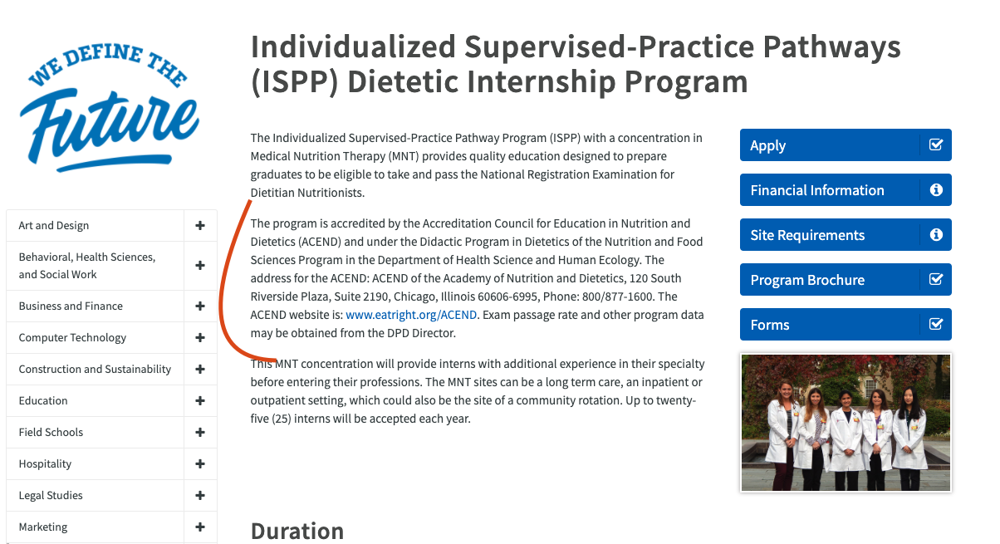 WE DEFINE THE
Future
Art and Design
Behavioral, Health Sciences,
and Social Work
Business and Finance
Computer Technology
Construction and Sustainability
Education
Field Schools
Hospitality
Legal Studies
Marketing
Individualized Supervised-Practice Pathways
(ISPP) Dietetic Internship Program
The Individualized Supervised-Practice Pathway Program (ISPP) with a concentration in
Medical Nutrition Therapy (MNT) provides quality education designed to prepare
graduates to be eligible to take and pass the National Registration Examination for
Dietitian Nutritionists.
The program is accredited by the Accreditation Council for Education in Nutrition and
Dietetics (ACEND) and under the Didactic Program in Dietetics of the Nutrition and Food
Sciences Program in the Department of Health Science and Human Ecology. The
address for the ACEND: ACEND of the Academy of Nutrition and Dietetics, 120 South
Riverside Plaza, Suite 2190, Chicago, Illinois 60606-6995, Phone: 800/877-1600. The
ACEND website is: www.eatright.org/ACEND. Exam passage rate and other program data
may be obtained from the DPD Director.
This MNT concentration will provide interns with additional experience in their specialty
before entering their professions. The MNT sites can be a long term care, an inpatient or
outpatient setting, which could also be the site of a community rotation. Up to twenty-
five (25) interns will be accepted each year.
Duration
Apply
Financial Information
Site Requirements
Program Brochure
Forms